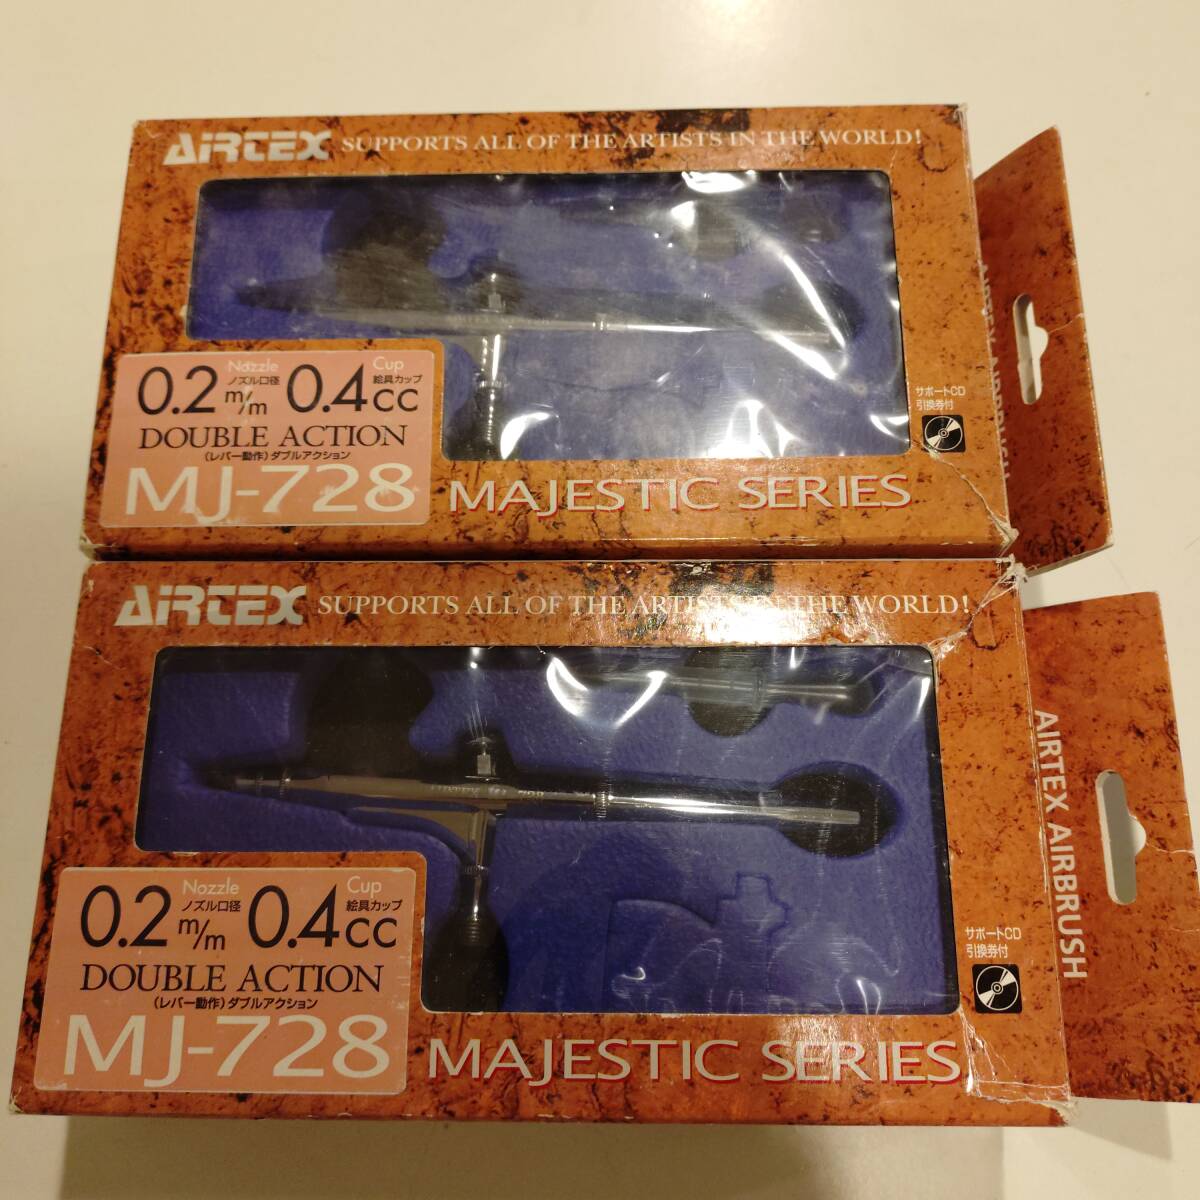 AIRTEX SUPPORTS ALL OF THE ARTISTS IN THE WORLD!
Nozzle Cup
0.2 m/m ノズル口径 0.4cc 絵具カップ
DOUBLE ACTION
(レバー動作)ダブルアクション
MJ-728
MAJESTIC SERIES
サポートCD
引換券付
AIRTEX AIRBRUSH
AIRTEX SUPPORTS ALL OF THE ARTISTS IN THE WORLD!
Nozzle Cup
0.2 m/m ノズル口径 0.4cc 絵具カップ
DOUBLE ACTION
(レバー動作)ダブルアクション
MJ-728
MAJESTIC SERIES
サポートCD
引換券付
AIRTEX AIRBRUSH